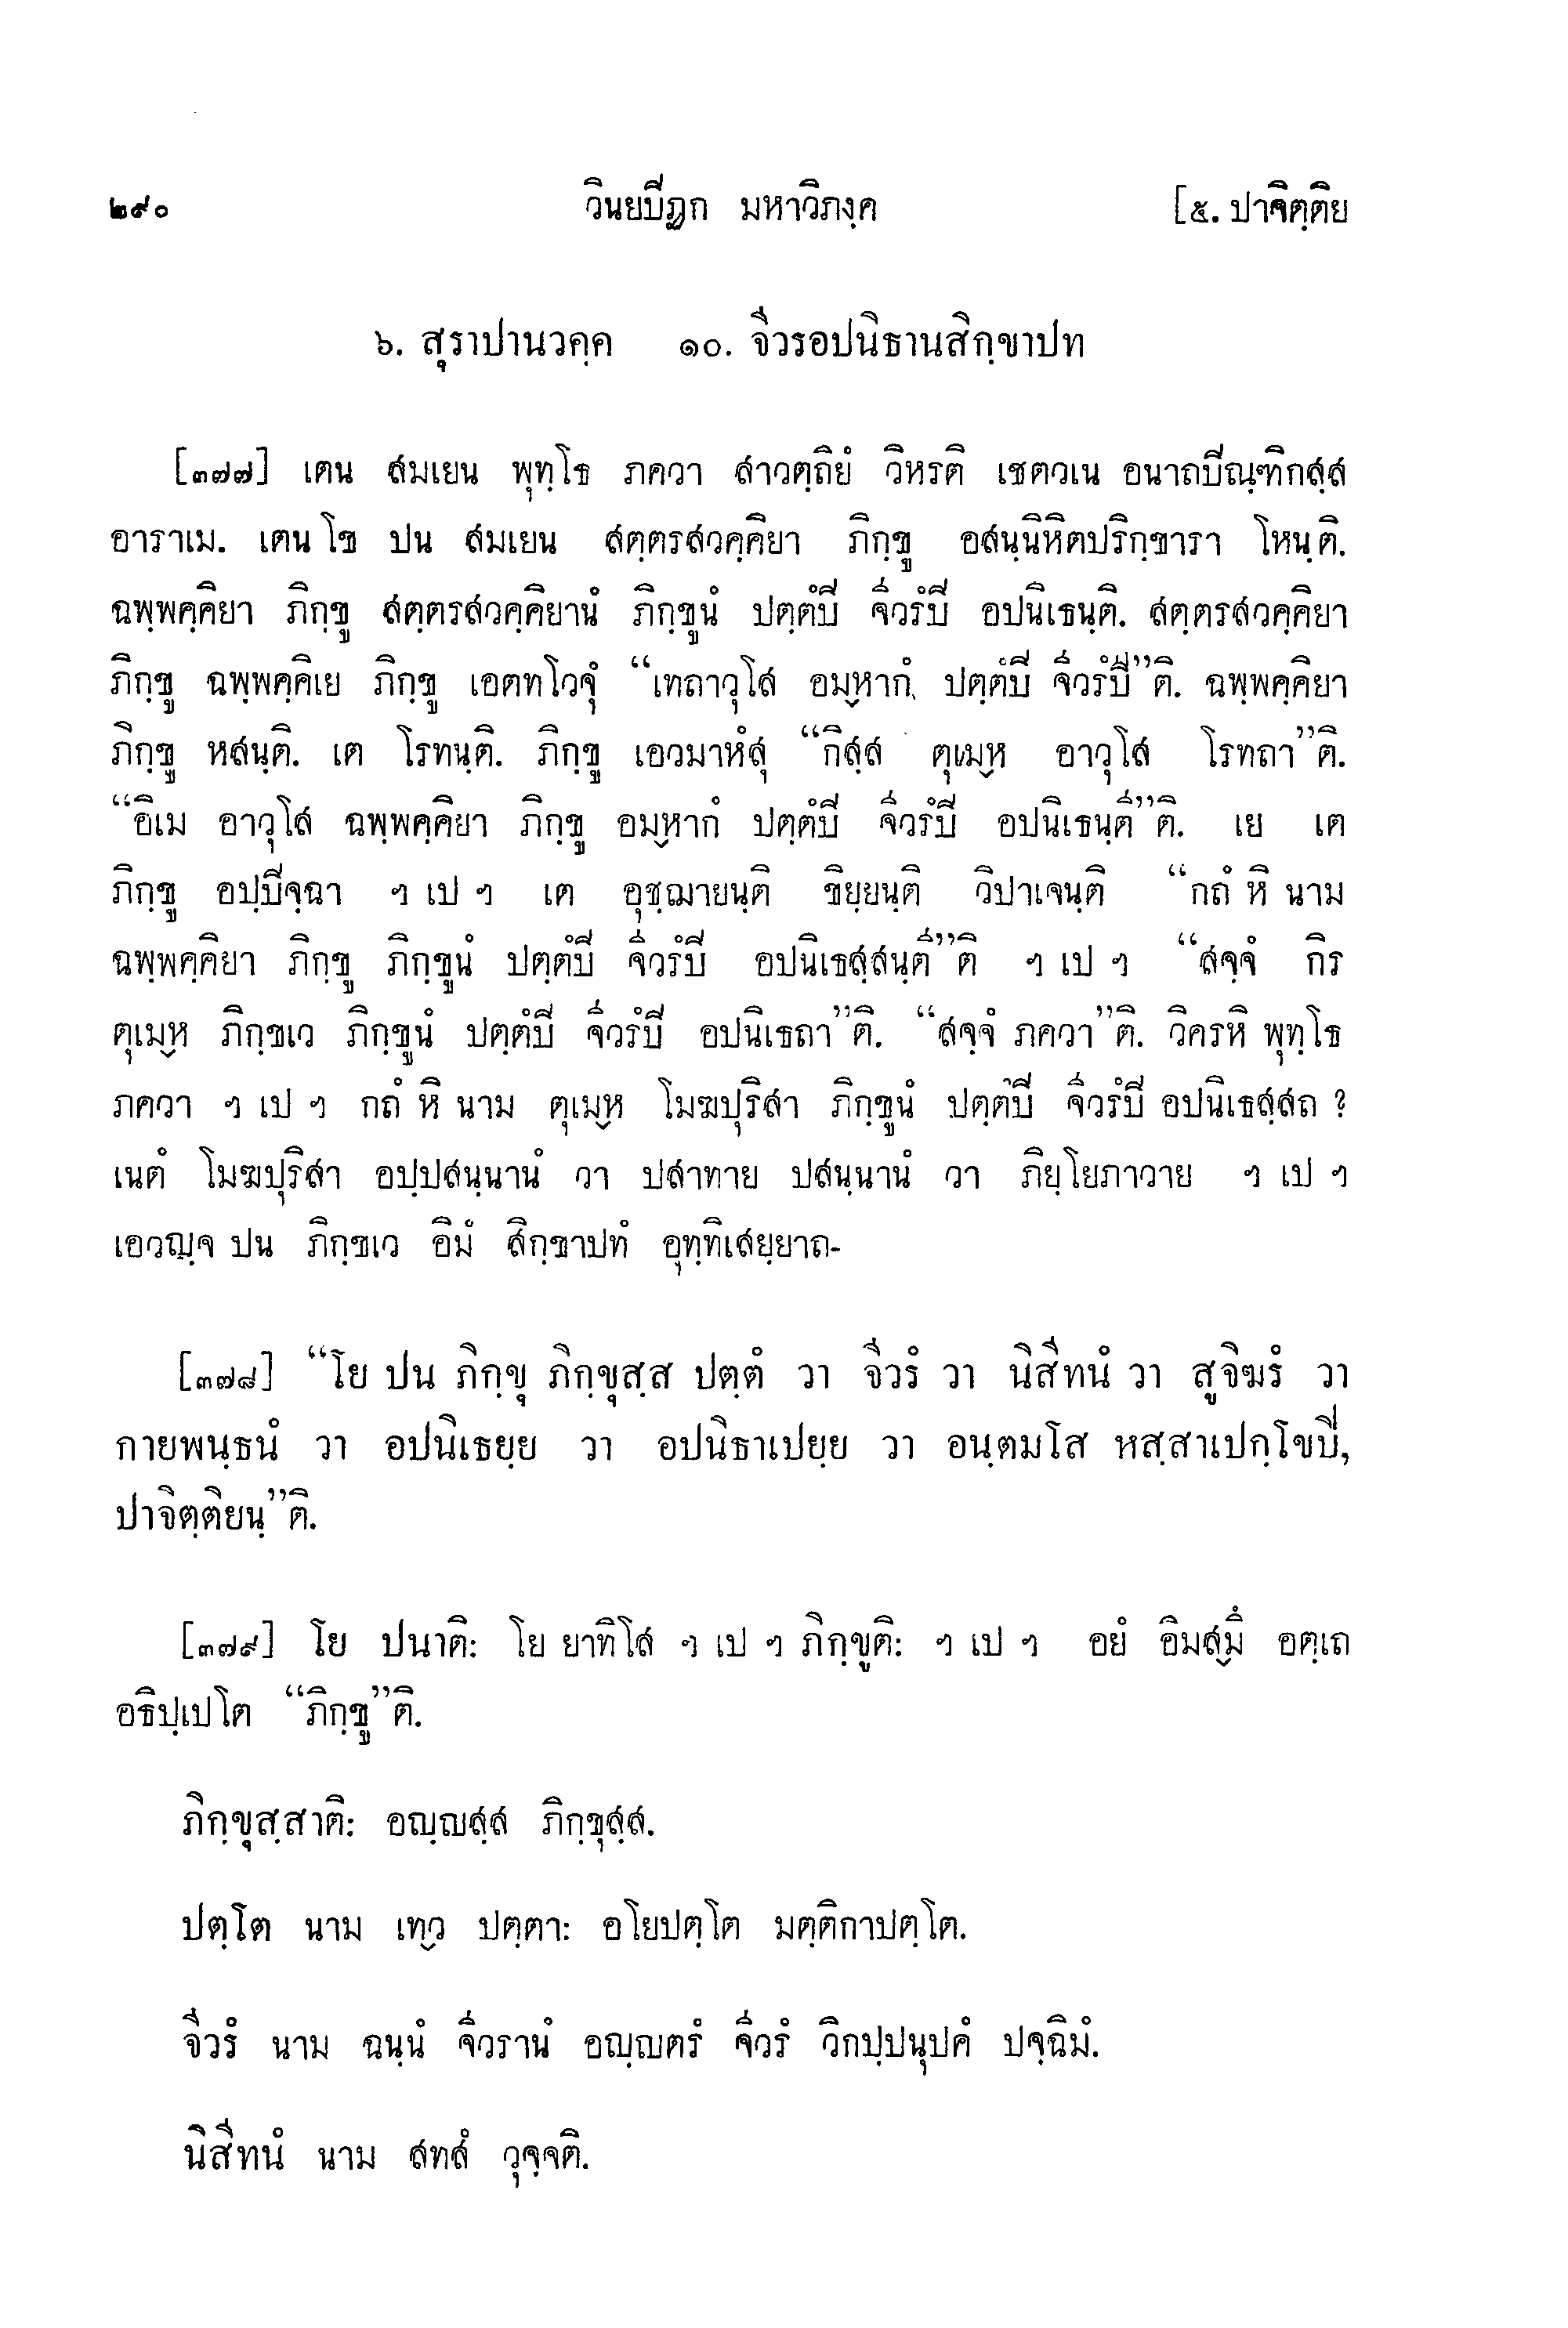 ๒๙๐ วินยปีฏก มหาวิภงฺค [๕. ปาจิตฺติย
๖. สุราปานวคฺค ๑๐. จีวรอปนิธานสิกฺขาปท
[๓๗๗] เตน สมเยน พุทฺโธ ภควา สาวตฺถิยํ วิหรติ เชตวเน อนาถปีณฺฑิกสฺส
อาราเม. เตน โข ปน สมเยน สตฺตรสวคฺคิยา ภิกฺขู อสนฺนิหิตปริกฺขารา โหนฺติ.
ฉพฺพคฺคิยา ภิกฺขู สตฺตรสวคฺคิยานํ ภิกฺขูนํ ปตฺตํปี จีวรํปี อปนิเธนฺติ. สตฺตรสวคฺคิยา
ภิกฺขู ฉพฺพคฺคิเย ภิกฺขู เอตทโวจุํ “เทถาวุโส อมฺหากํ ปตฺตํปี จีวรํปี”ติ. ฉพฺพคฺคิยา
ภิกฺขู หสนฺติ. เต โรทนฺติ. ภิกฺขู เอวมาหํสุ “กิสฺส ตุเมฺห อาวุโส โรทถา”ติ.
“อิเม อาวุโส ฉพฺพคฺคิยา ภิกฺขู อมฺหากํ ปตฺตํปี จีวรํปี อปนิเธนฺตี”ติ. เย เต
ภิกฺขู อปฺปีจฺฉา ฯ เป ฯ เต อุชฺฌายนฺติ ขิยฺยนฺติ วิปาเจนฺติ “กถํ หิ นาม
ฉพฺพคฺคิยา ภิกฺขู ภิกฺขูนํ ปตฺตํปี จีวรํปี อปนิเธสฺสนฺตี”ติ ฯ เป ฯ “สจฺจํ กิร
ตุเมฺห ภิกฺขเว ภิกฺขูนํ ปตฺตํปี จีวรํปี อปนิเธถา”ติ. “สจฺจํ ภควา”ติ. วิครหิ พุทฺโธ
ภควา ฯ เป ฯ กถํ หิ นาม ตุเมฺห โมฆปุริสา ภิกฺขูนํ ปตฺตํปี จีวรํปี อปนิเธสฺสถ ?
เนตํ โมฆปุริสา อปฺปสนฺนานํ วา ปสาทาย ปสนฺนานํ วา ภิยฺโยภาวาย ฯ เป ฯ
เอวญฺจ ปน ภิกฺขเว อิมํ สิกฺขาปทํ อุทฺทิเสยฺยาถ-
[๓๗๘] “โย ปน ภิกฺขุ ภิกฺขุสฺส ปตฺตํ วา จีวรํ วา นิสีทนํ วา สูจิฆรํ วา
กายพนฺธนํ วา อปนิเธยฺย วา อปนิธาเปยฺย วา อนฺตมโส หสฺสาเปกฺโขปี,
ปาจิตฺติยนฺ”ติ.
[๓๗๙] โย ปนาติ: โย ยาทิโส ฯ เป ฯ ภิกฺขูติ: ฯ เป ฯ อยํ อิมสฺมิํ อตฺเถ
อธิปฺเปโต “ภิกฺขู”ติ.
ภิกฺขุสฺสาติ: อญฺญสฺส ภิกฺขุสฺส.
ปตฺโต นาม เทฺว ปตฺตา: อโยปตฺโต มตฺติกาปตฺโต.
จีวรํ นาม ฉนฺนํ จีวรานํ อญฺญตรํ จีวรํ วิกปฺปนุปคํ ปจฺฉิมํ.
นิสีทนํ นาม สทสํ วุจฺจติ.